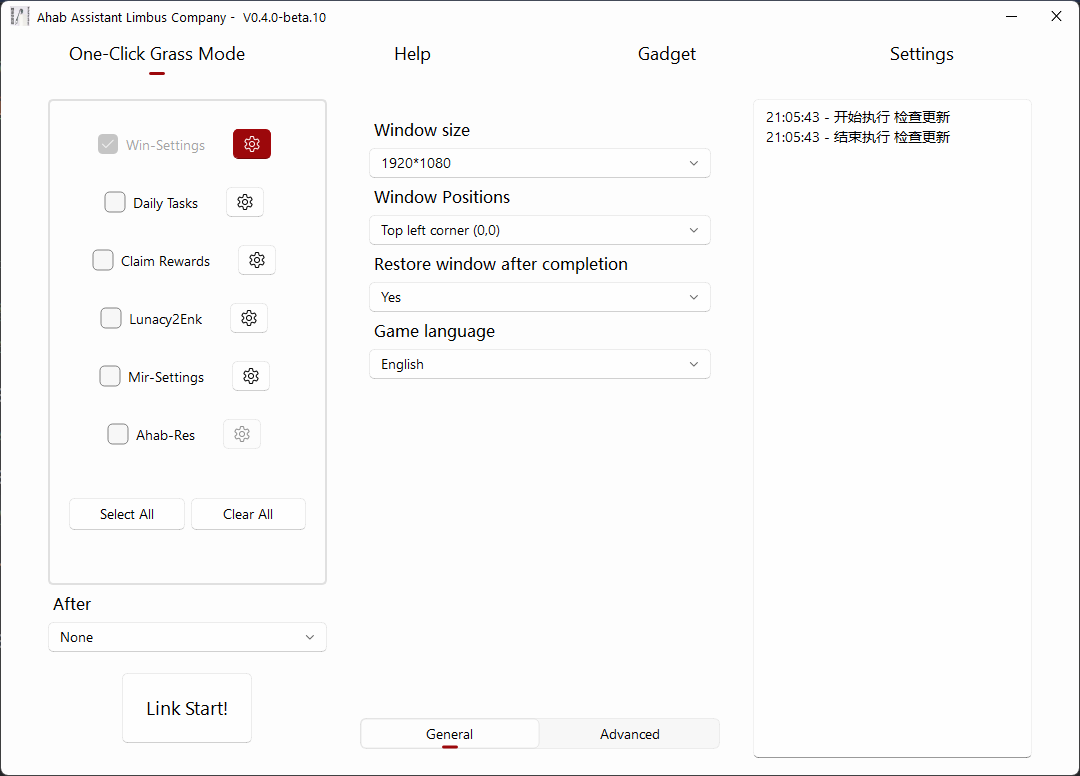 Ahab Assistant Limbus Company - V0.4.0-beta.10
One-Click Grass Mode
Help
Gadget
Settings
Win-Settings
Daily Tasks
Claim Rewards
Lunacy2Enk
Mir-Settings
Ahab-Res
Select All
Clear All
After
None
Link Start!
Window size
1920*1080
Window Positions
Top left corner (0,0)
Restore window after completion
Yes
Game language
English
General
Advanced
21:05:43 - 开始执行 检查更新
21:05:43 - 结束执行 检查更新